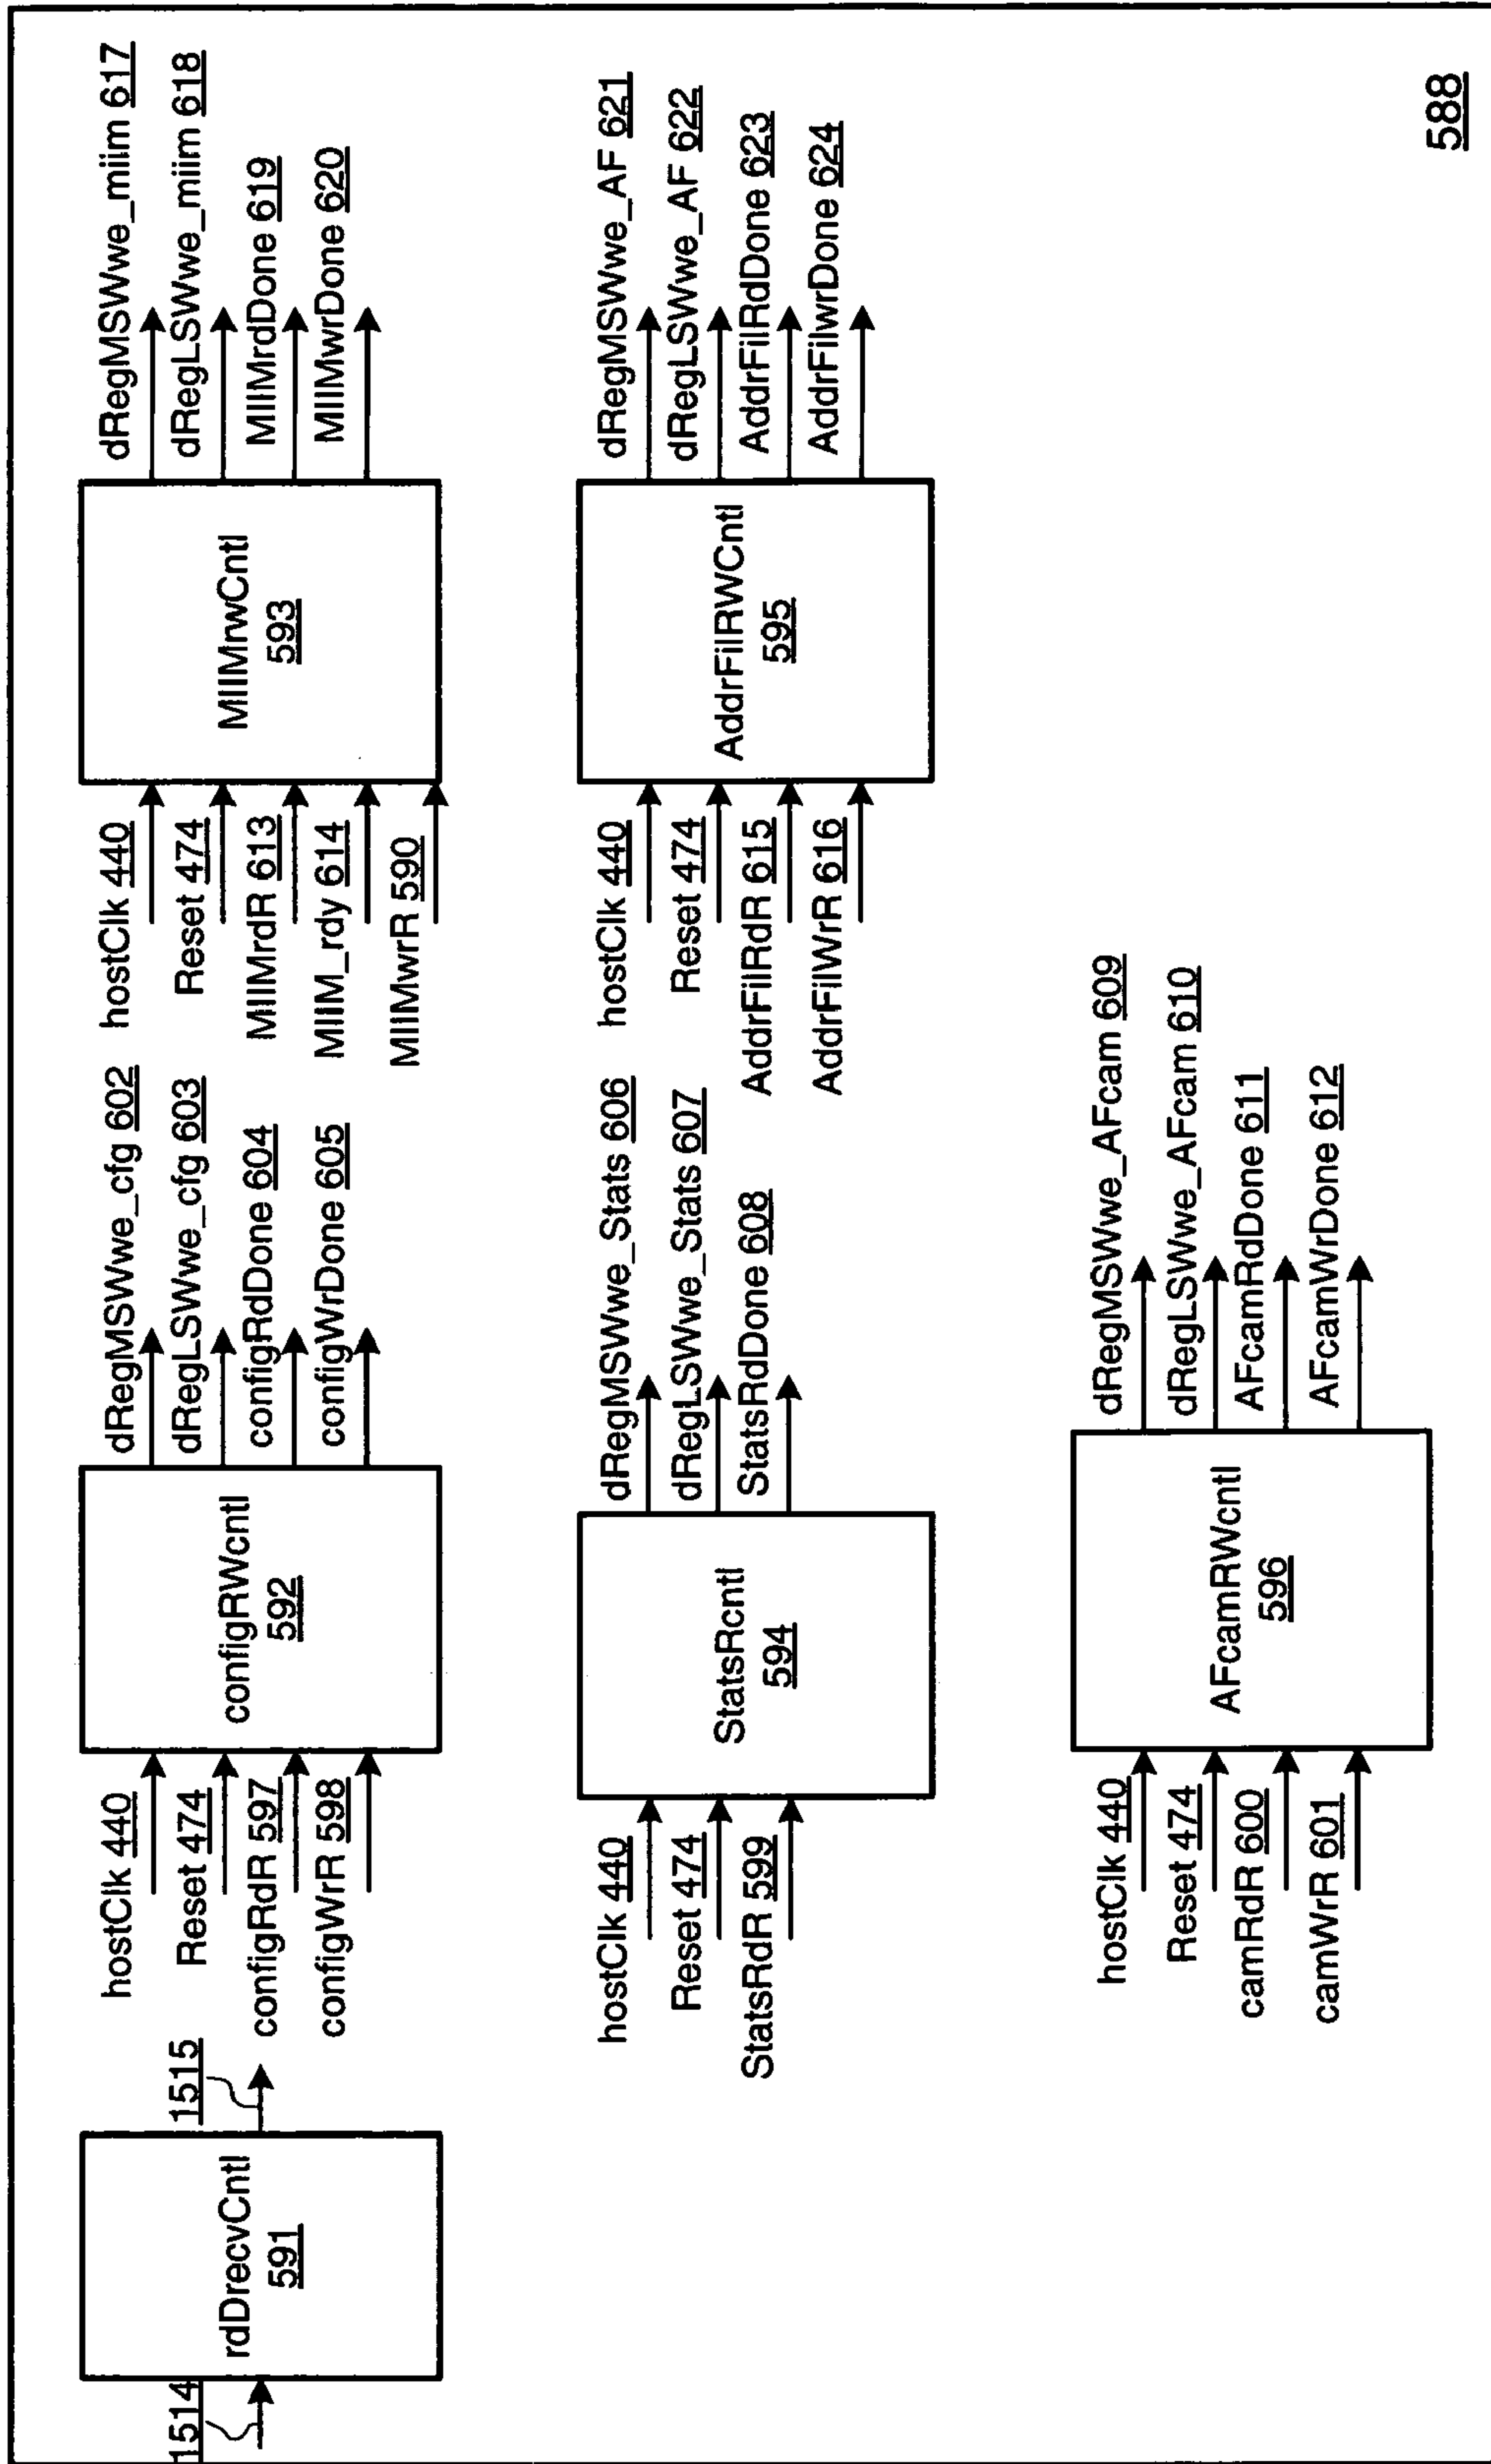 1514
rdDrecvCntl
591
1515
hostClk 440
Reset 474
configRdR 597
configWrR 598
configRWcntl
592
dRegMSWwe_cfg 602
dRegLSWwe_cfg 603
configRdDone 604
configWrDone 605
hostClk 440
Reset 474
MIIMrdR 613
MIIM_rdy 614
MIIMwrR 590
MIIMrwCntl
593
dRegMSWwe_miim 617
dRegLSWwe_miim 618
MIIMrdDone 619
MIIMwrDone 620
hostClk 440
Reset 474
StatsRdR 599
StatsRcntl
594
dRegMSWwe_Stats 606
dRegLSWwe_Stats 607
StatsRdDone 608
hostClk 440
Reset 474
AddrFilRdR 615
AddrFilWrR 616
AddrFilRWCntl
595
dRegMSWwe_AF 621
dRegLSWwe_AF 622
AddrFilRdDone 623
AddrFilwrDone 624
hostClk 440
Reset 474
camRdR 600
camWrR 601
AFcamRWcntl
596
dRegMSWwe_AFcam 609
dRegLSWwe_AFcam 610
AFcamRdDone 611
AFcamWrDone 612
588